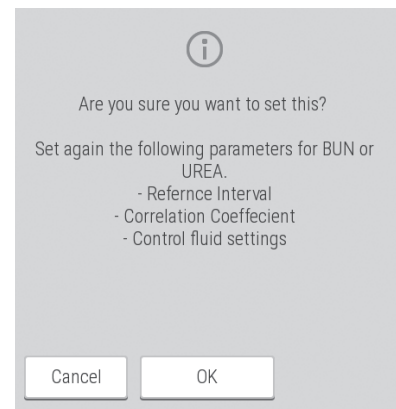 Are you sure you want to set this?
Set again the following parameters for BUN or
UREA.
- Refernce Interval
- Correlation Coeffecient
- Control fluid settings
Cancel
OK